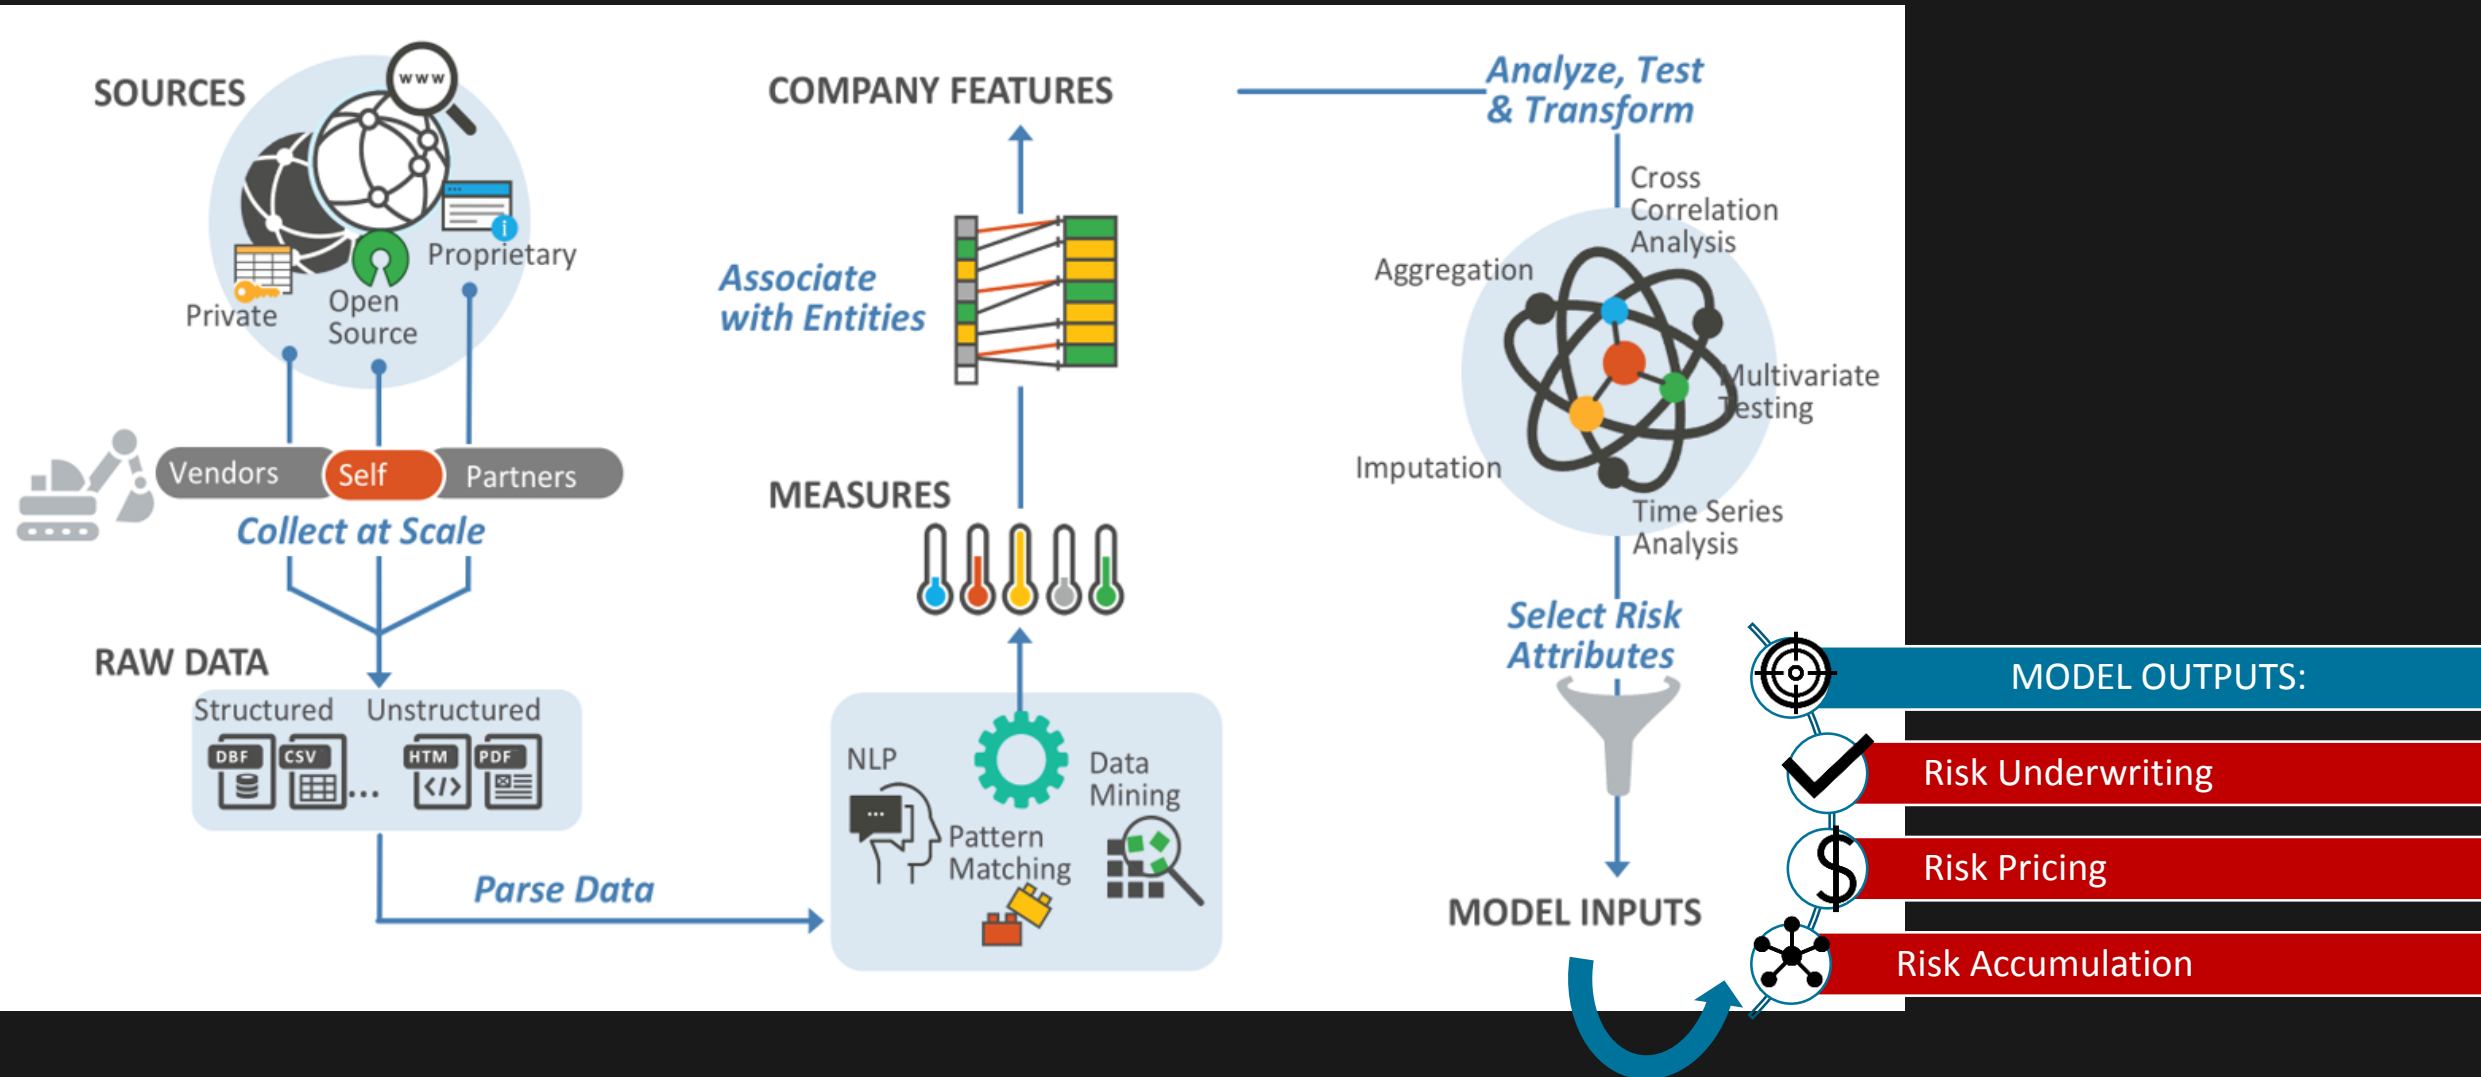 SOURCES
www
Private
Open
Source
Proprietary
Vendors
Self
Partners
Collect at Scale
RAW DATA
Structured
Unstructured
DBF
CSV
...
HTM
</>
PDF
Parse Data
NLP
...
Pattern
Matching
Data
Mining
MEASURES
Associate
with Entities
COMPANY FEATURES
Analyze, Test
& Transform
Cross
Correlation
Analysis
Aggregation
Multivariate
Testing
Imputation
Time Series
Analysis
Select Risk
Attributes
MODEL INPUTS
MODEL OUTPUTS:
Risk Underwriting
$
Risk Pricing
Risk Accumulation